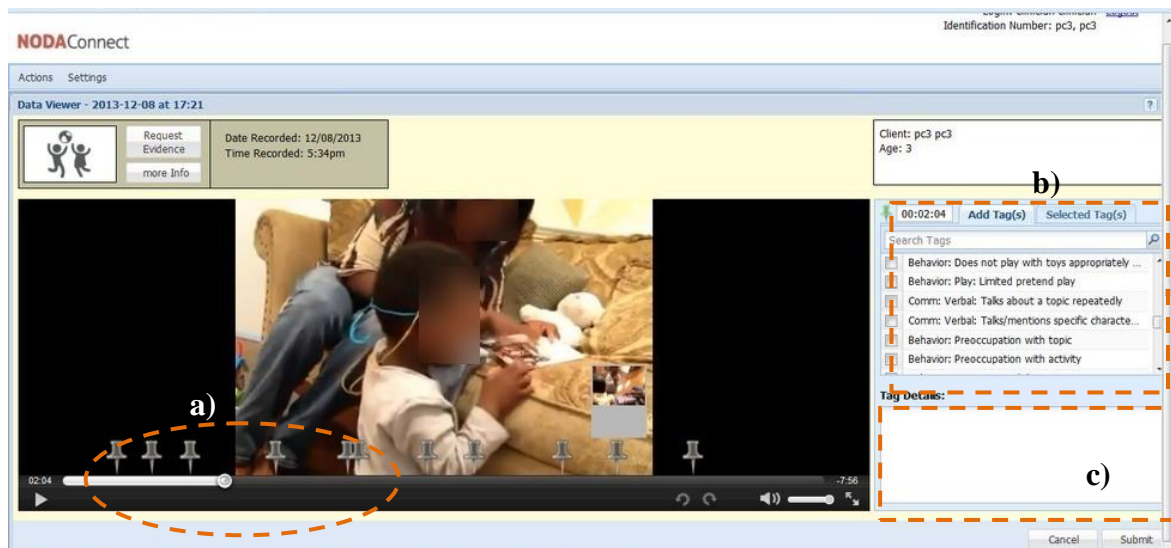 Logout
Identification Number: pc3, pc3
NODAConnect
Actions Settings
Data Viewer - 2013-12-08 at 17:21
?
Request
Evidence
more Info
Date Recorded: 12/08/2013
Time Recorded: 5:34pm
Client: pc3 pc3
Age: 3
b)
00:02:04 Add Tag(s) Selected Tag(s)
Search Tags
Behavior: Does not play with toys appropriately ...
Behavior: Play: Limited pretend play
Comm: Verbal: Talks about a topic repeatedly
Comm: Verbal: Talks/mentions specific characte...
Behavior: Preoccupation with topic
Behavior: Preoccupation with activity
Tag Details:
a)
c)
02:04
-7:56
Cancel Submit